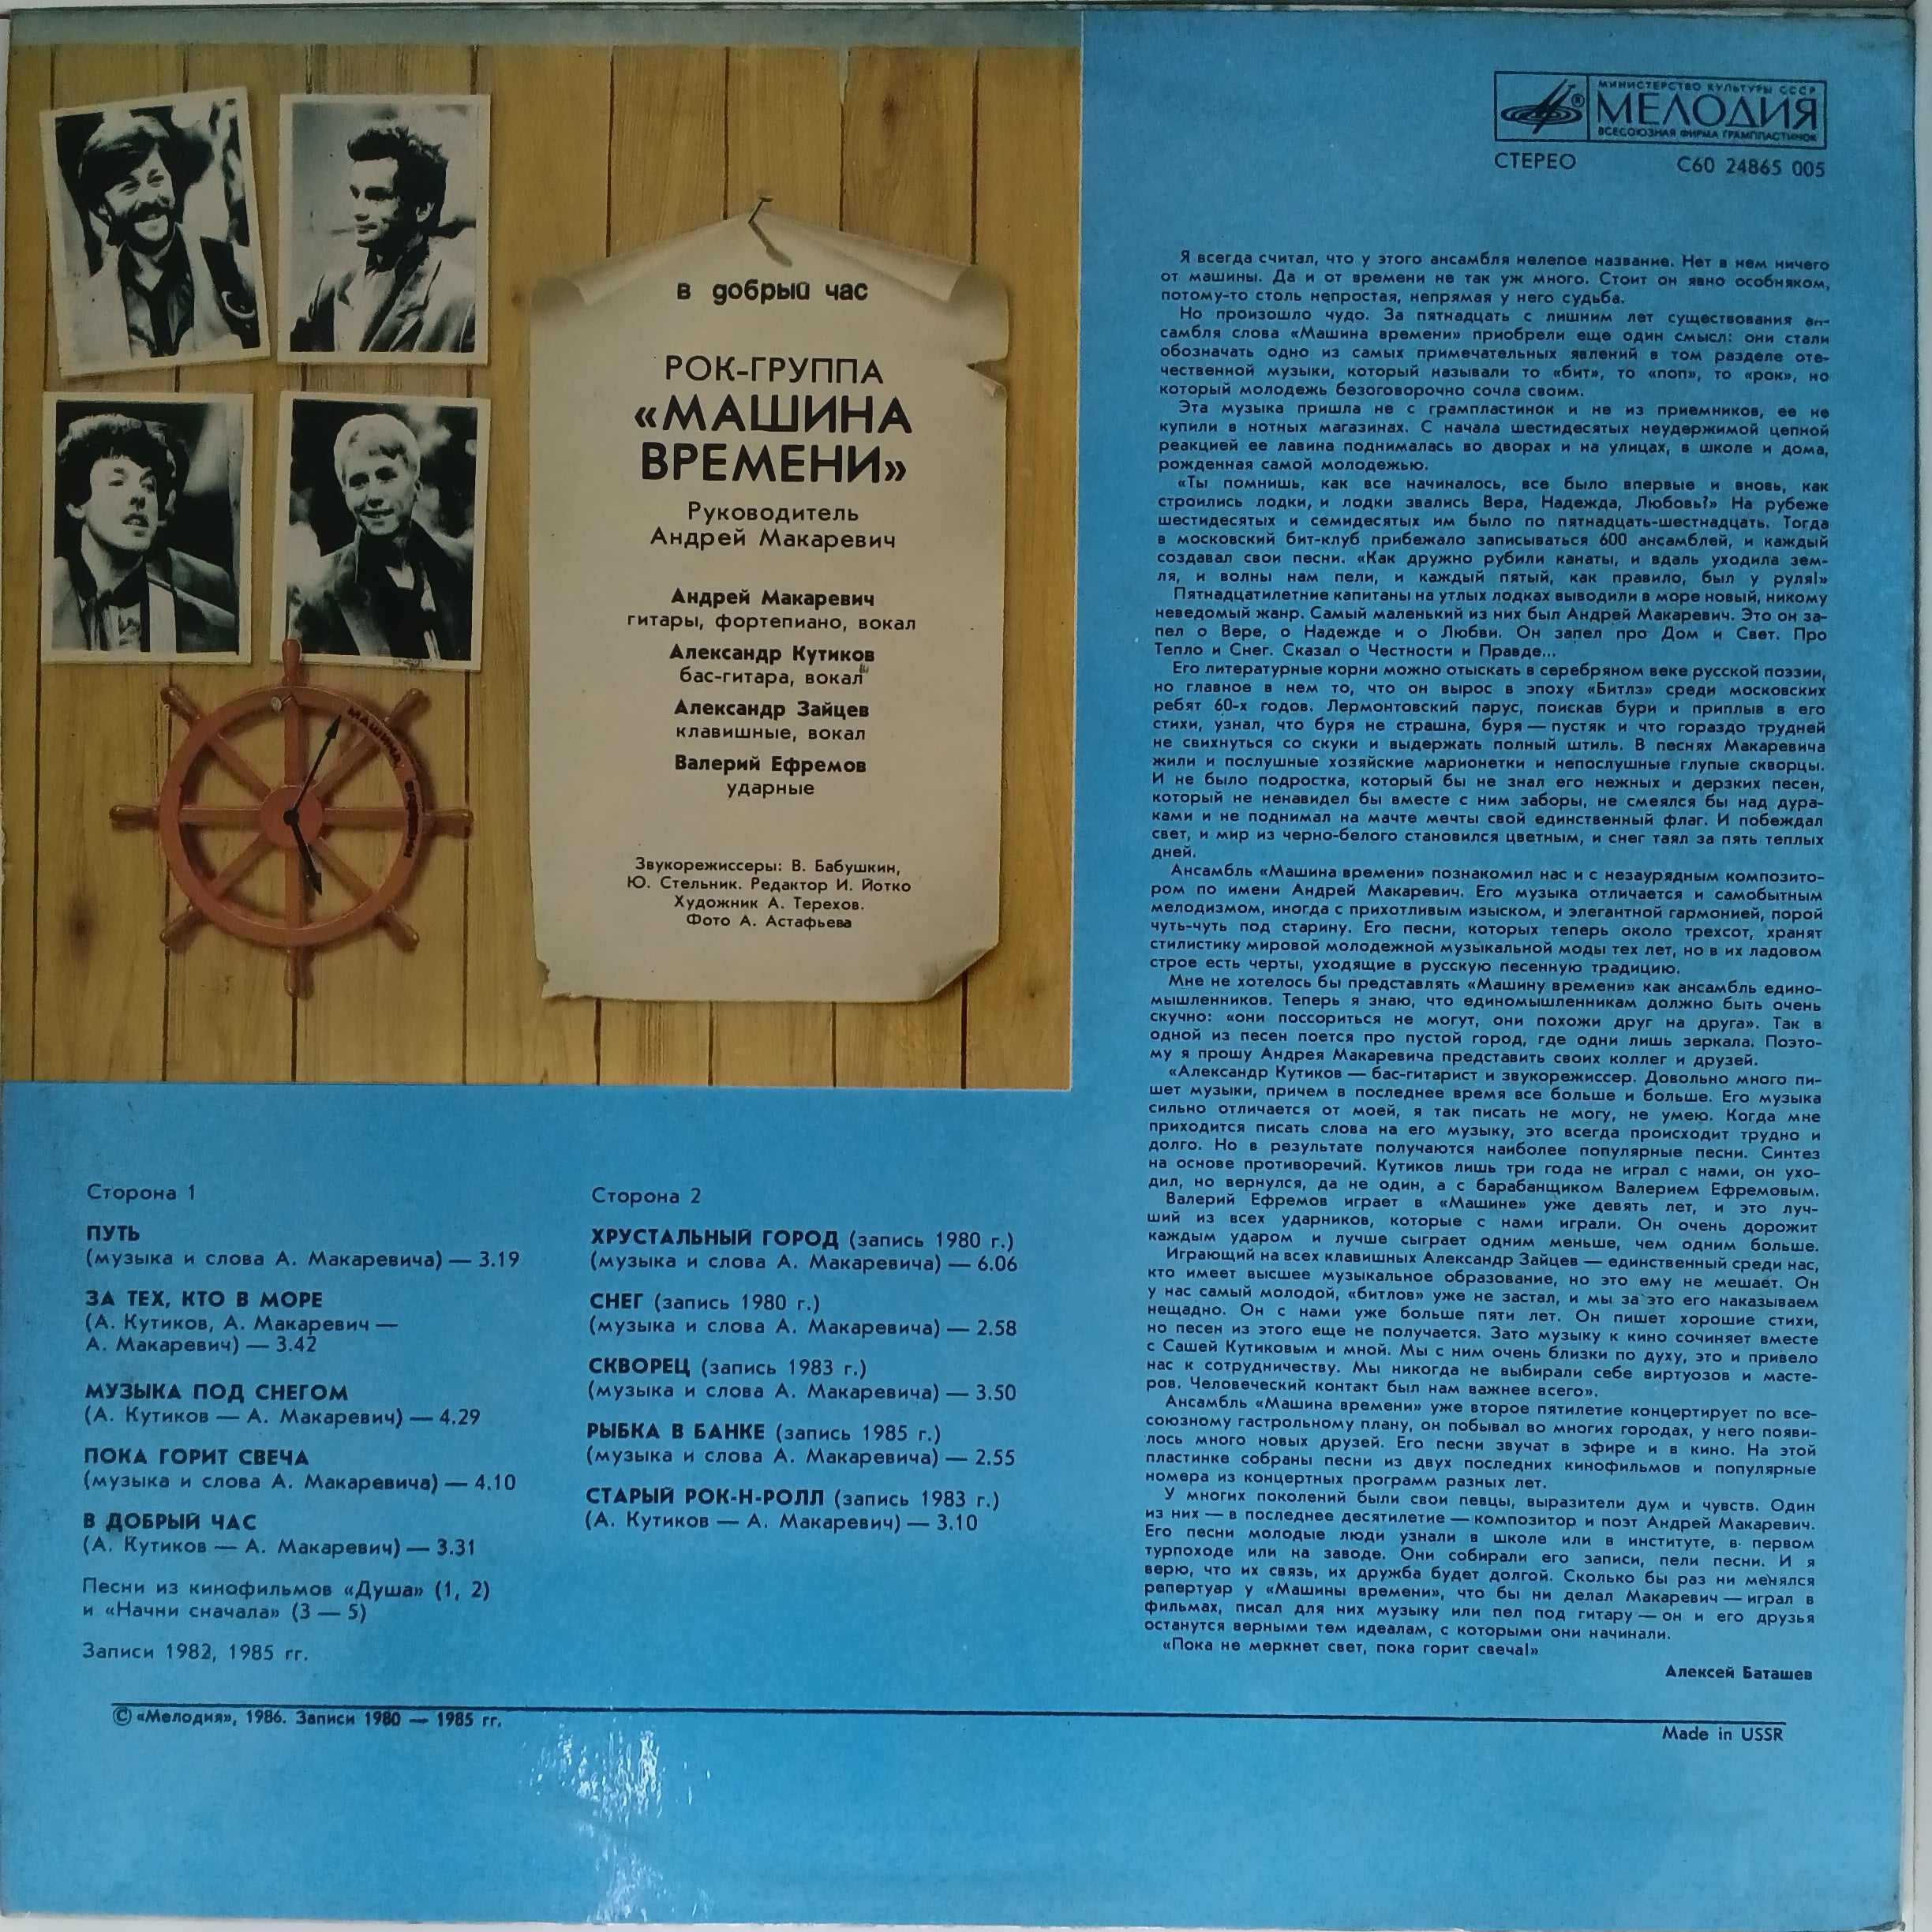 МИНИСТЕРСТВО КУЛЬТУРЫ СССР
МЕЛОДИЯ
ВСЕСОЮЗНАЯ ФИРМА ГРАМПЛАСТИНОК
СТЕРЕО С60 24865 005
в добрый час
РОК-ГРУППА
«МАШИНА
ВРЕМЕНИ»
Руководитель
Андрей Макаревич
Андрей Макаревич
гитары, фортепиано, вокал
Александр Кутиков
бас-гитара, вокал
Александр Зайцев
клавишные, вокал
Валерий Ефремов
ударные
Звукорежиссеры: В. Бабушкин,
Ю. Стельник. Редактор И. Йотко
Художник А. Терехов.
Фото А. Астафьева
МАШИНА ВРЕМЕНИ
Сторона 1
ПУТЬ
(музыка и слова А. Макаревича) — 3.19
ЗА ТЕХ, КТО В МОРЕ
(А. Кутиков, А. Макаревич —
А. Макаревич) — 3.42
МУЗЫКА ПОД СНЕГОМ
(А. Кутиков — А. Макаревич) — 4.29
ПОКА ГОРИТ СВЕЧА
(музыка и слова А. Макаревича) — 4.10
В ДОБРЫЙ ЧАС
(А. Кутиков — А. Макаревич) — 3.31
Песни из кинофильмов «Душа» (1, 2)
и «Начни сначала» (3 — 5)
Записи 1982, 1985 гг.
Сторона 2
ХРУСТАЛЬНЫЙ ГОРОД (запись 1980 г.)
(музыка и слова А. Макаревича) — 6.06
СНЕГ (запись 1980 г.)
(музыка и слова А. Макаревича) — 2.58
СКВОРЕЦ (запись 1983 г.)
(музыка и слова А. Макаревича) — 3.50
РЫБКА В БАНКЕ (запись 1985 г.)
(музыка и слова А. Макаревича) — 2.55
СТАРЫЙ РОК-Н-РОЛЛ (запись 1983 г.)
(А. Кутиков — А. Макаревич) — 3.10
Я всегда считал, что у этого ансамбля нелепое название. Нет в нем ничего
от машины. Да и от времени не так уж много. Стоит он явно особняком,
потому-то столь непростая, непрямая у него судьба.
Но произошло чудо. За пятнадцать с лишним лет существования ан-
самбля слова «Машина времени» приобрели еще один смысл: они стали
обозначать одно из самых примечательных явлений в том разделе оте-
чественной музыки, который называли то «бит», то «поп», то «рок», но
который молодежь безоговорочно сочла своим.
Эта музыка пришла не с грампластинок и не из приемников, ее не
купили в нотных магазинах. С начала шестидесятых неудержимой цепной
реакцией ее лавина поднималась во дворах и на улицах, в школе и дома,
рожденная самой молодежью.
«Ты помнишь, как все начиналось, все было впервые и вновь, как
строились лодки, и лодки звались Вера, Надежда, Любовь?» На рубеже
шестидесятых и семидесятых им было по пятнадцать-шестнадцать. Тогда
в московский бит-клуб прибежало записываться 600 ансамблей, и каждый
создавал свои песни. «Как дружно рубили канаты, и вдаль уходила зем-
ля, и волны нам пели, и каждый пятый, как правило, был у руля!»
Пятнадцатилетние капитаны на утлых лодках выводили в море новый, никому
неведомый жанр. Самый маленький из них был Андрей Макаревич. Это он за-
пел о Вере, о Надежде и о Любви. Он запел про Дом и Свет. Про
Тепло и Снег. Сказал о Честности и Правде...
Его литературные корни можно отыскать в серебряном веке русской поэзии,
но главное в нем то, что он вырос в эпоху «Битлз» среди московских
ребят 60-х годов. Лермонтовский парус, поискав бури и приплыв в его
стихи, узнал, что буря не страшна, буря — пустяк и что гораздо трудней
не свихнуться со скуки и выдержать полный штиль. В песнях Макаревича
жили и послушные хозяйские марионетки и непослушные глупые скворцы.
И не было подростка, который бы не знал его нежных и дерзких песен,
который не ненавидел бы вместе с ним заборы, не смеялся бы над дура-
ками и не поднимал на мачте мечты свой единственный флаг. И побеждал
свет, и мир из черно-белого становился цветным, и снег таял за пять теплых
дней.
Ансамбль «Машина времени» познакомил нас и с незаурядным композито-
ром по имени Андрей Макаревич. Его музыка отличается и самобытным
мелодизмом, иногда с прихотливым изыском, и элегантной гармонией, порой
чуть-чуть под старину. Его песни, которых теперь около трехсот, хранят
стилистику мировой молодежной музыкальной моды тех лет, но в их ладовом
строе есть черты, уходящие в русскую песенную традицию.
Мне не хотелось бы представлять «Машину времени» как ансамбль едино-
мышленников. Теперь я знаю, что единомышленникам должно быть очень
скучно: «они поссориться не могут, они похожи друг на друга». Так в
одной из песен поется про пустой город, где одни лишь зеркала. Поэто-
му я прошу Андрея Макаревича представить своих коллег и друзей.
«Александр Кутиков — бас-гитарист и звукорежиссер. Довольно много пи-
шет музыки, причем в последнее время все больше и больше. Его музыка
сильно отличается от моей, я так писать не могу, не умею. Когда мне
приходится писать слова на его музыку, это всегда происходит трудно и
долго. Но в результате получаются наиболее популярные песни. Синтез
на основе противоречий. Кутиков лишь три года не играл с нами, он ухо-
дил, но вернулся, да не один, а с барабанщиком Валерием Ефремовым.
Валерий Ефремов играет в «Машине» уже девять лет, и это луч-
ший из всех ударников, которые с нами играли. Он очень дорожит
каждым ударом и лучше сыграет одним меньше, чем одним больше.
Играющий на всех клавишных Александр Зайцев — единственный среди нас,
кто имеет высшее музыкальное образование, но это ему не мешает. Он
у нас самый молодой, «битлов» уже не застал, и мы за это его наказываем
нещадно. Он с нами уже больше пяти лет. Он пишет хорошие стихи,
но песен из этого еще не получается. Зато музыку к кино сочиняет вместе
с Сашей Кутиковым и мной. Мы с ним очень близки по духу, это и привело
нас к сотрудничеству. Мы никогда не выбирали себе виртуозов и масте-
ров. Человеческий контакт был нам важнее всего».
Ансамбль «Машина времени» уже второе пятилетие концертирует по все-
союзному гастрольному плану, он побывал во многих городах, у него появи-
лось много новых друзей. Его песни звучат в эфире и в кино. На этой
пластинке собраны песни из двух последних кинофильмов и популярные
номера из концертных программ разных лет.
У многих поколений были свои певцы, выразители дум и чувств. Один
из них — в последнее десятилетие — композитор и поэт Андрей Макаревич.
Его песни молодые люди узнали в школе или в институте, в первом
турпоходе или на заводе. Они собирали его записи, пели песни. И я
верю, что их связь, их дружба будет долгой. Сколько бы раз ни менялся
репертуар у «Машины времени», что бы ни делал Макаревич — играл в
фильмах, писал для них музыку или пел под гитару — он и его друзья
останутся верными тем идеалам, с которыми они начинали.
«Пока не меркнет свет, пока горит свеча!»
Алексей Баташев
© «Мелодия», 1986. Записи 1980 — 1985 гг.
Made in USSR